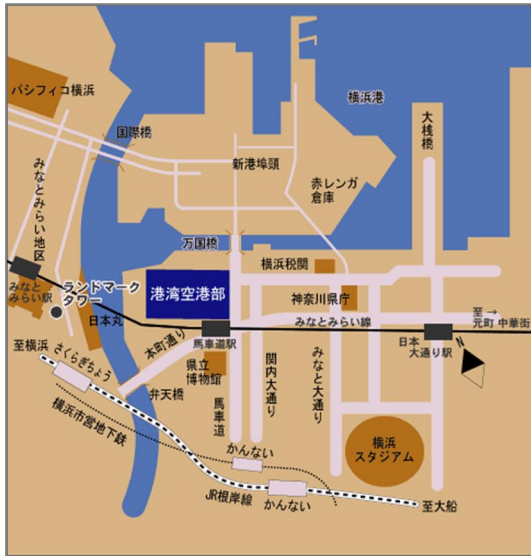 パシフィコ横浜
国際橋
横浜港
大桟橋
新港埠頭
赤レンガ
倉庫
みなとみらい地区
万国橋
横浜税関
みなと
みらい駅
ランドマーク
タワー
港湾空港部
神奈川県庁
至→
元町 中華街
日本丸
みなとみらい線
馬車道駅
日本
大通り駅
N
至横浜
さくらぎちょう
本町通り
県立
博物館
弁天橋
馬車道
関内大通り
みなと大通り
横浜市営地下鉄
かんない
横浜
スタジアム
JR根岸線
かんない
至大船